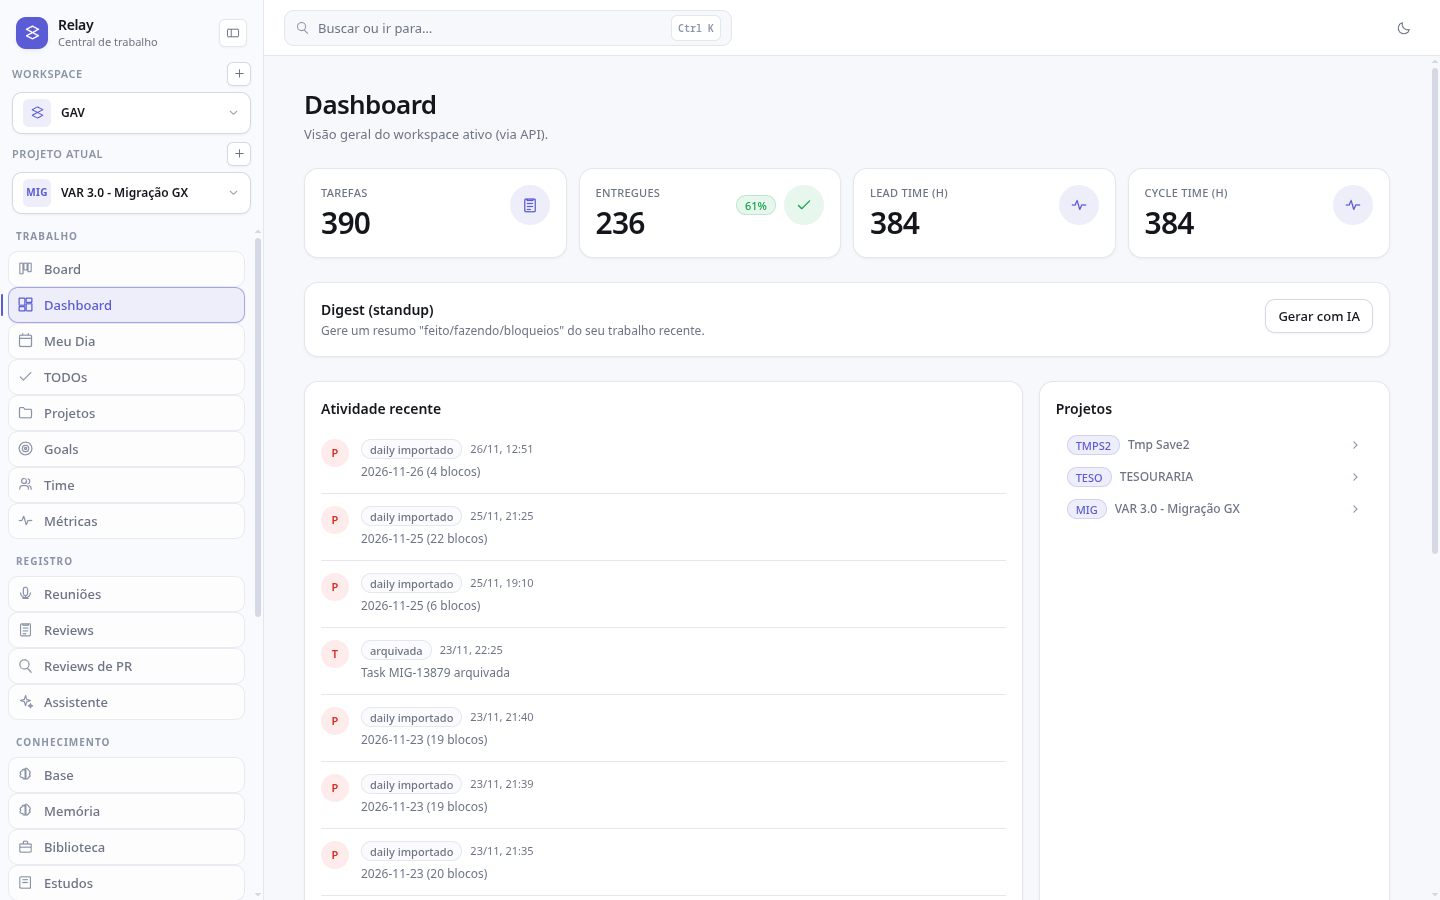 Relay
Central de trabalho
WORKSPACE
GAV
PROJETO ATUAL
MIG VAR 3.0 - Migração GX
TRABALHO
Board
Dashboard
Meu Dia
TODOs
Projetos
Goals
Time
Métricas
REGISTRO
Reuniões
Reviews
Reviews de PR
Assistente
CONHECIMENTO
Base
Memória
Biblioteca
Estudos
Buscar ou ir para...
Ctrl K
Dashboard
Visão geral do workspace ativo (via API).
TAREFAS
390
ENTREGUES
236
61%
LEAD TIME (H)
384
CYCLE TIME (H)
384
Digest (standup)
Gere um resumo "feito/fazendo/bloqueios" do seu trabalho recente.
Gerar com IA
Atividade recente
P daily importado 26/11, 12:51
2026-11-26 (4 blocos)
P daily importado 25/11, 21:25
2026-11-25 (22 blocos)
P daily importado 25/11, 19:10
2026-11-25 (6 blocos)
T arquivada 23/11, 22:25
Task MIG-13879 arquivada
P daily importado 23/11, 21:40
2026-11-23 (19 blocos)
P daily importado 23/11, 21:39
2026-11-23 (19 blocos)
P daily importado 23/11, 21:35
2026-11-23 (20 blocos)
Projetos
TMPS2 Tmp Save2
TESO TESOURARIA
MIG VAR 3.0 - Migração GX